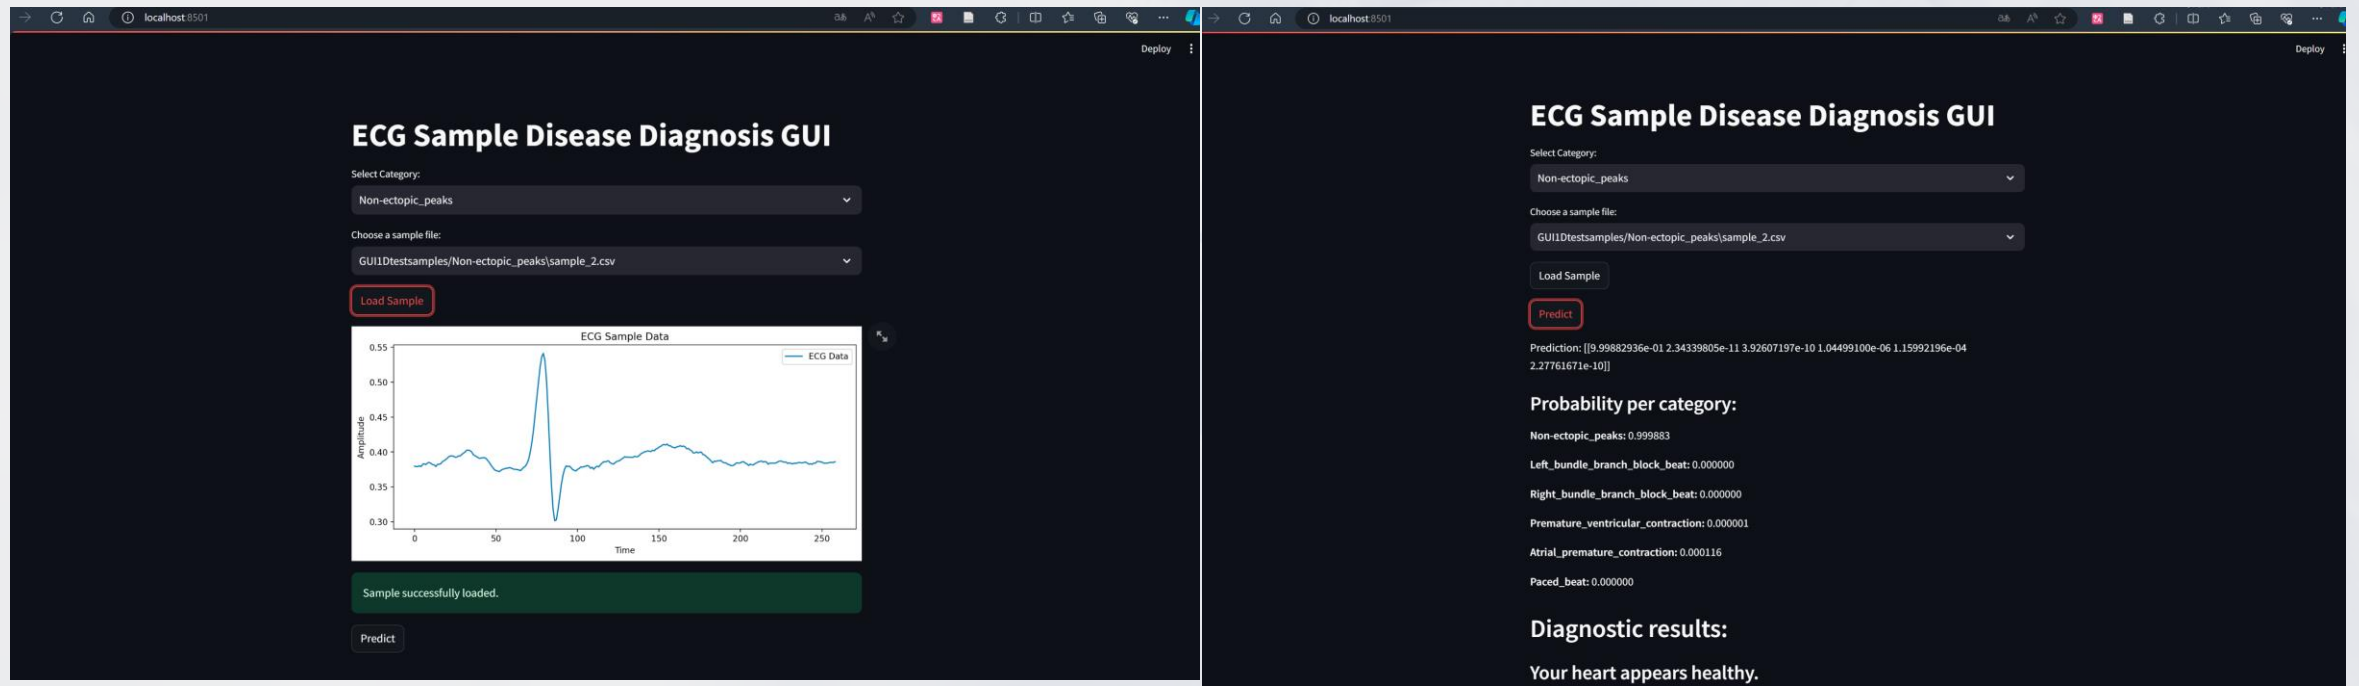 localhost:8501
Deploy
ECG Sample Disease Diagnosis GUI
Select Category:
Non-ectopic_peaks
Choose a sample file:
GUI1Dtestsamples/Non-ectopic_peaks\sample_2.csv
Load Sample
ECG Sample Data
ECG Data
0.55
0.50
0.45
0.40
0.35
0.30
Amplitude
0 50 100 150 200 250
Time
Sample successfully loaded.
Predict
localhost:8501
Deploy
ECG Sample Disease Diagnosis GUI
Select Category:
Non-ectopic_peaks
Choose a sample file:
GUI1Dtestsamples/Non-ectopic_peaks\sample_2.csv
Load Sample
Predict
Prediction: [[9.99882936e-01 2.34339805e-11 3.92607197e-10 1.04499100e-06 1.15992196e-04
2.27761671e-10]]
Probability per category:
Non-ectopic_peaks: 0.999883
Left_bundle_branch_block_beat: 0.000000
Right_bundle_branch_block_beat: 0.000000
Premature_ventricular_contraction: 0.000001
Atrial_premature_contraction: 0.000116
Paced_beat: 0.000000
Diagnostic results:
Your heart appears healthy.